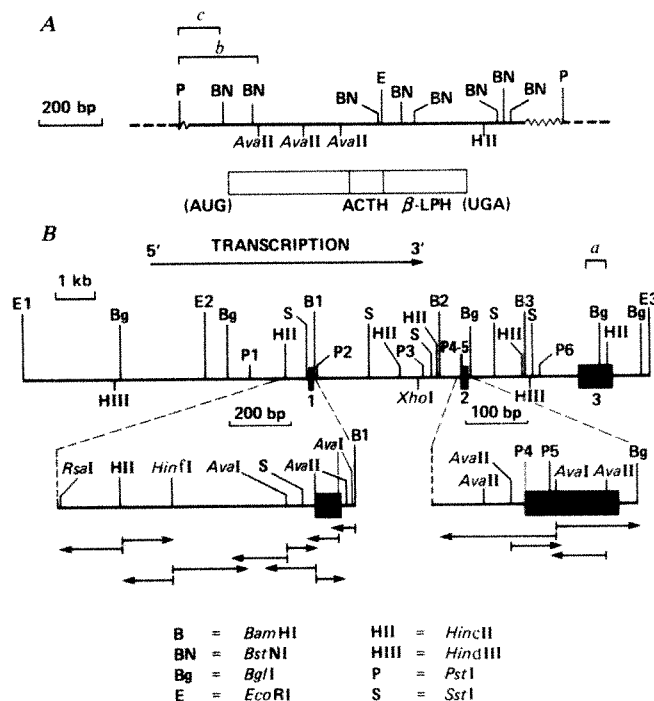 A
c
b
P BN BN E BN BN BN BN BN BN P
200 bp
AvaII AvaII AvaII HII
(AUG) ACTH β-LPH (UGA)
B
5′ TRANSCRIPTION 3′
a
1 kb
E1 Bg E2 Bg P1 HII S B1 P2 S HII P3 S HII B2 P4-5 Bg S HII B3 S P6 Bg HII Bg E3
HIII 1 XhoI 2 HIII 3
200 bp 100 bp
RsaI HII HinfI AvaI S AvaII AvaI B1
AvaII AvaII P4 P5 AvaI AvaII Bg
B = BamHI HII = HincII
BN = BstNI HIII = HindIII
Bg = BglI P = PstI
E = EcoRI S = SstI